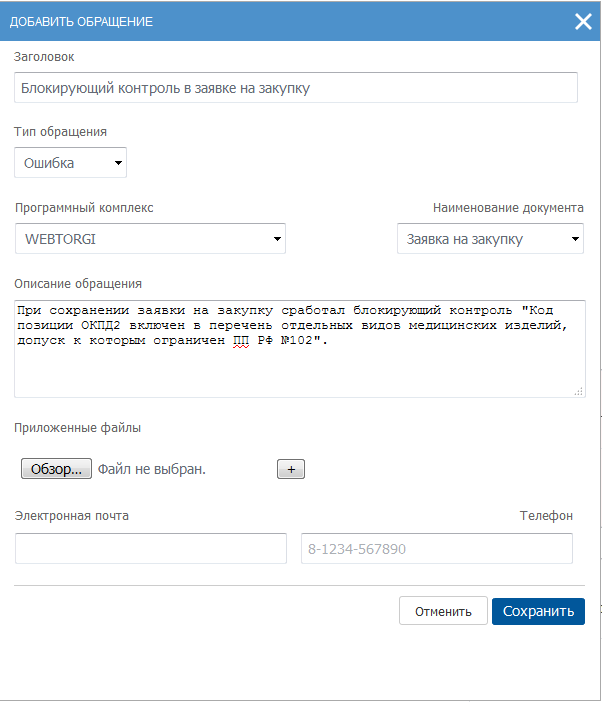 ДОБАВИТЬ ОБРАЩЕНИЕ
Заголовок
Блокирующий контроль в заявке на закупку
Тип обращения
Ошибка
Программный комплекс Наименование документа
WEBTORGI Заявка на закупку
Описание обращения
При сохранении заявки на закупку сработал блокирующий контроль "Код
позиции ОКПД2 включен в перечень отдельных видов медицинских изделий,
допуск к которым ограничен ПП РФ №102".
Приложенные файлы
Обзор... Файл не выбран. +
Электронная почта Телефон
8-1234-567890
Отменить Сохранить